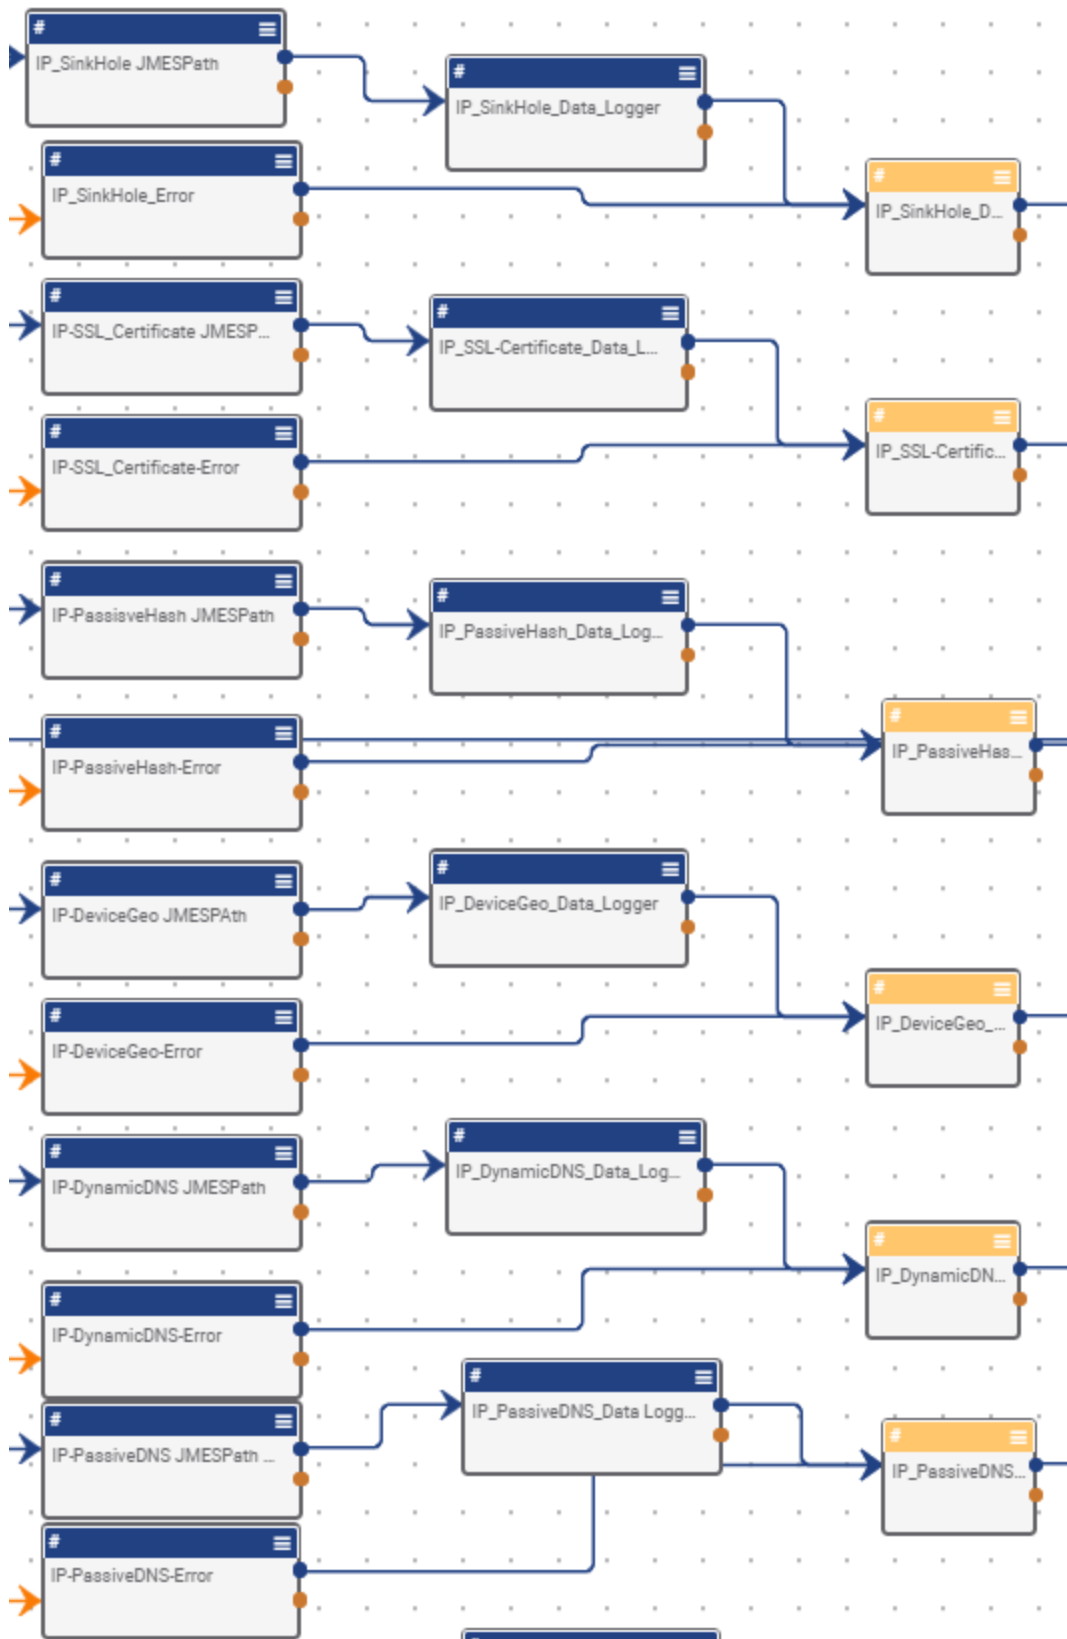 #
IP_SinkHole JMESPath
#
IP_SinkHole_Data_Logger
#
IP_SinkHole_Error
#
IP_SinkHole_D...
#
IP-SSL_Certificate JMESP...
#
IP_SSL-Certificate_Data_L...
#
IP-SSL_Certificate-Error
#
IP_SSL-Certific...
#
IP-PassisveHash JMESPath
#
IP_PassiveHash_Data_Log...
#
IP-PassiveHash-Error
#
IP_PassiveHas...
#
IP-DeviceGeo JMESPAth
#
IP_DeviceGeo_Data_Logger
#
IP-DeviceGeo-Error
#
IP_DeviceGeo_...
#
IP-DynamicDNS JMESPath
#
IP_DynamicDNS_Data_Log...
#
IP-DynamicDNS-Error
#
IP_DynamicDN...
#
IP-PassiveDNS JMESPath ...
#
IP_PassiveDNS_Data Logg...
#
IP-PassiveDNS-Error
#
IP_PassiveDNS...